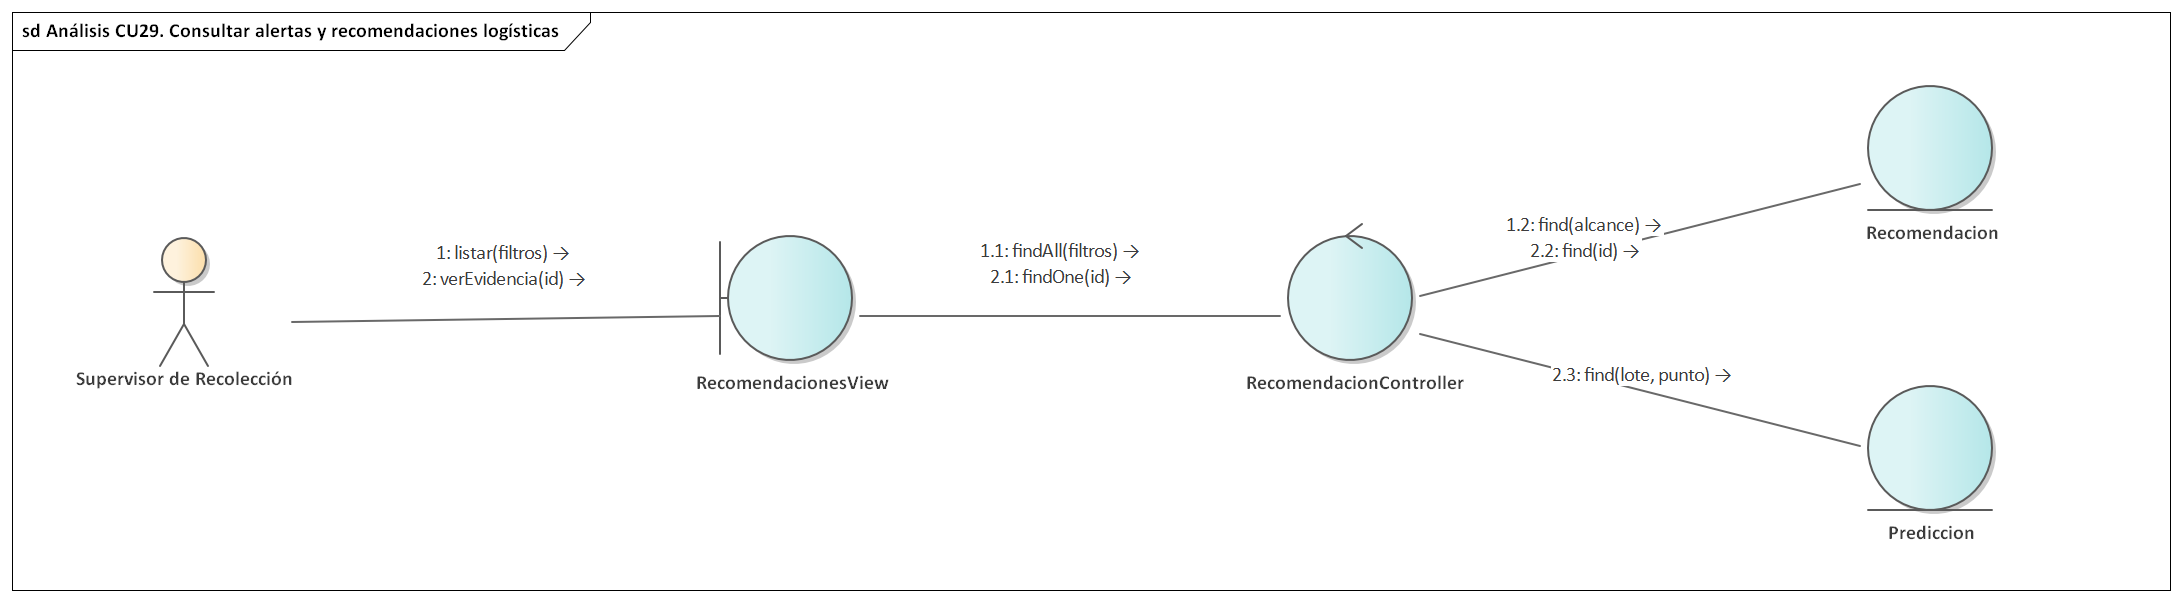 sd Análisis CU29. Consultar alertas y recomendaciones logísticas
1: listar(filtros) →
2: verEvidencia(id) →
1.1: findAll(filtros) →
2.1: findOne(id) →
1.2: find(alcance) →
2.2: find(id) →
2.3: find(lote, punto) →
Supervisor de Recolección
RecomendacionesView
RecomendacionController
Recomendacion
Prediccion